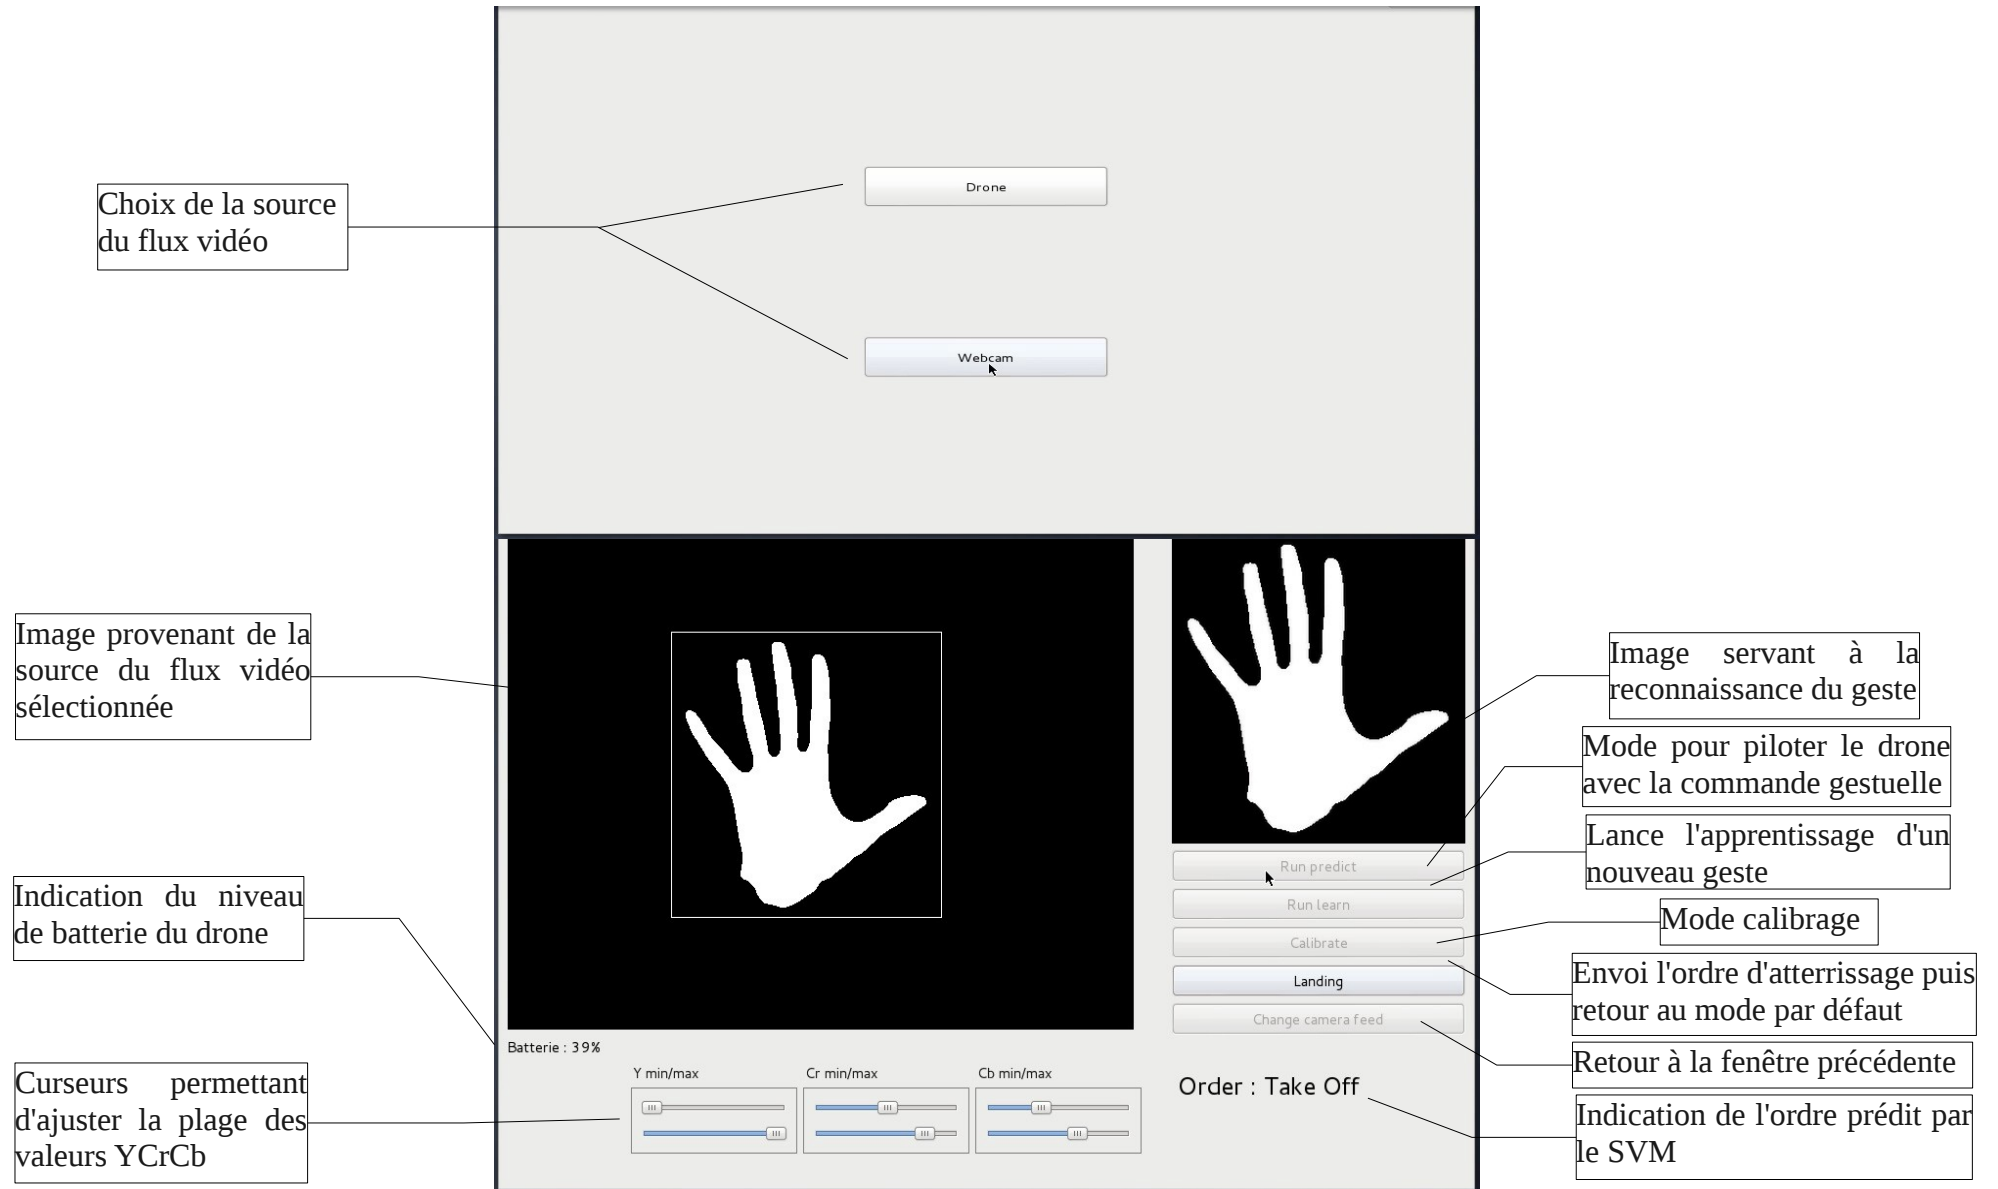 Choix de la source
du flux vidéo
Drone
Webcam
Image provenant de la
source du flux vidéo
sélectionnée
Indication du niveau
de batterie du drone
Curseurs permettant
d'ajuster la plage des
valeurs YCrCb
Batterie : 39%
Y min/max
Cr min/max
Cb min/max
Run predict
Run learn
Calibrate
Landing
Change camera feed
Order : Take Off
Image servant à la
reconnaissance du geste
Mode pour piloter le drone
avec la commande gestuelle
Lance l'apprentissage d'un
nouveau geste
Mode calibrage
Envoi l'ordre d'atterrissage puis
retour au mode par défaut
Retour à la fenêtre précédente
Indication de l'ordre prédit par
le SVM